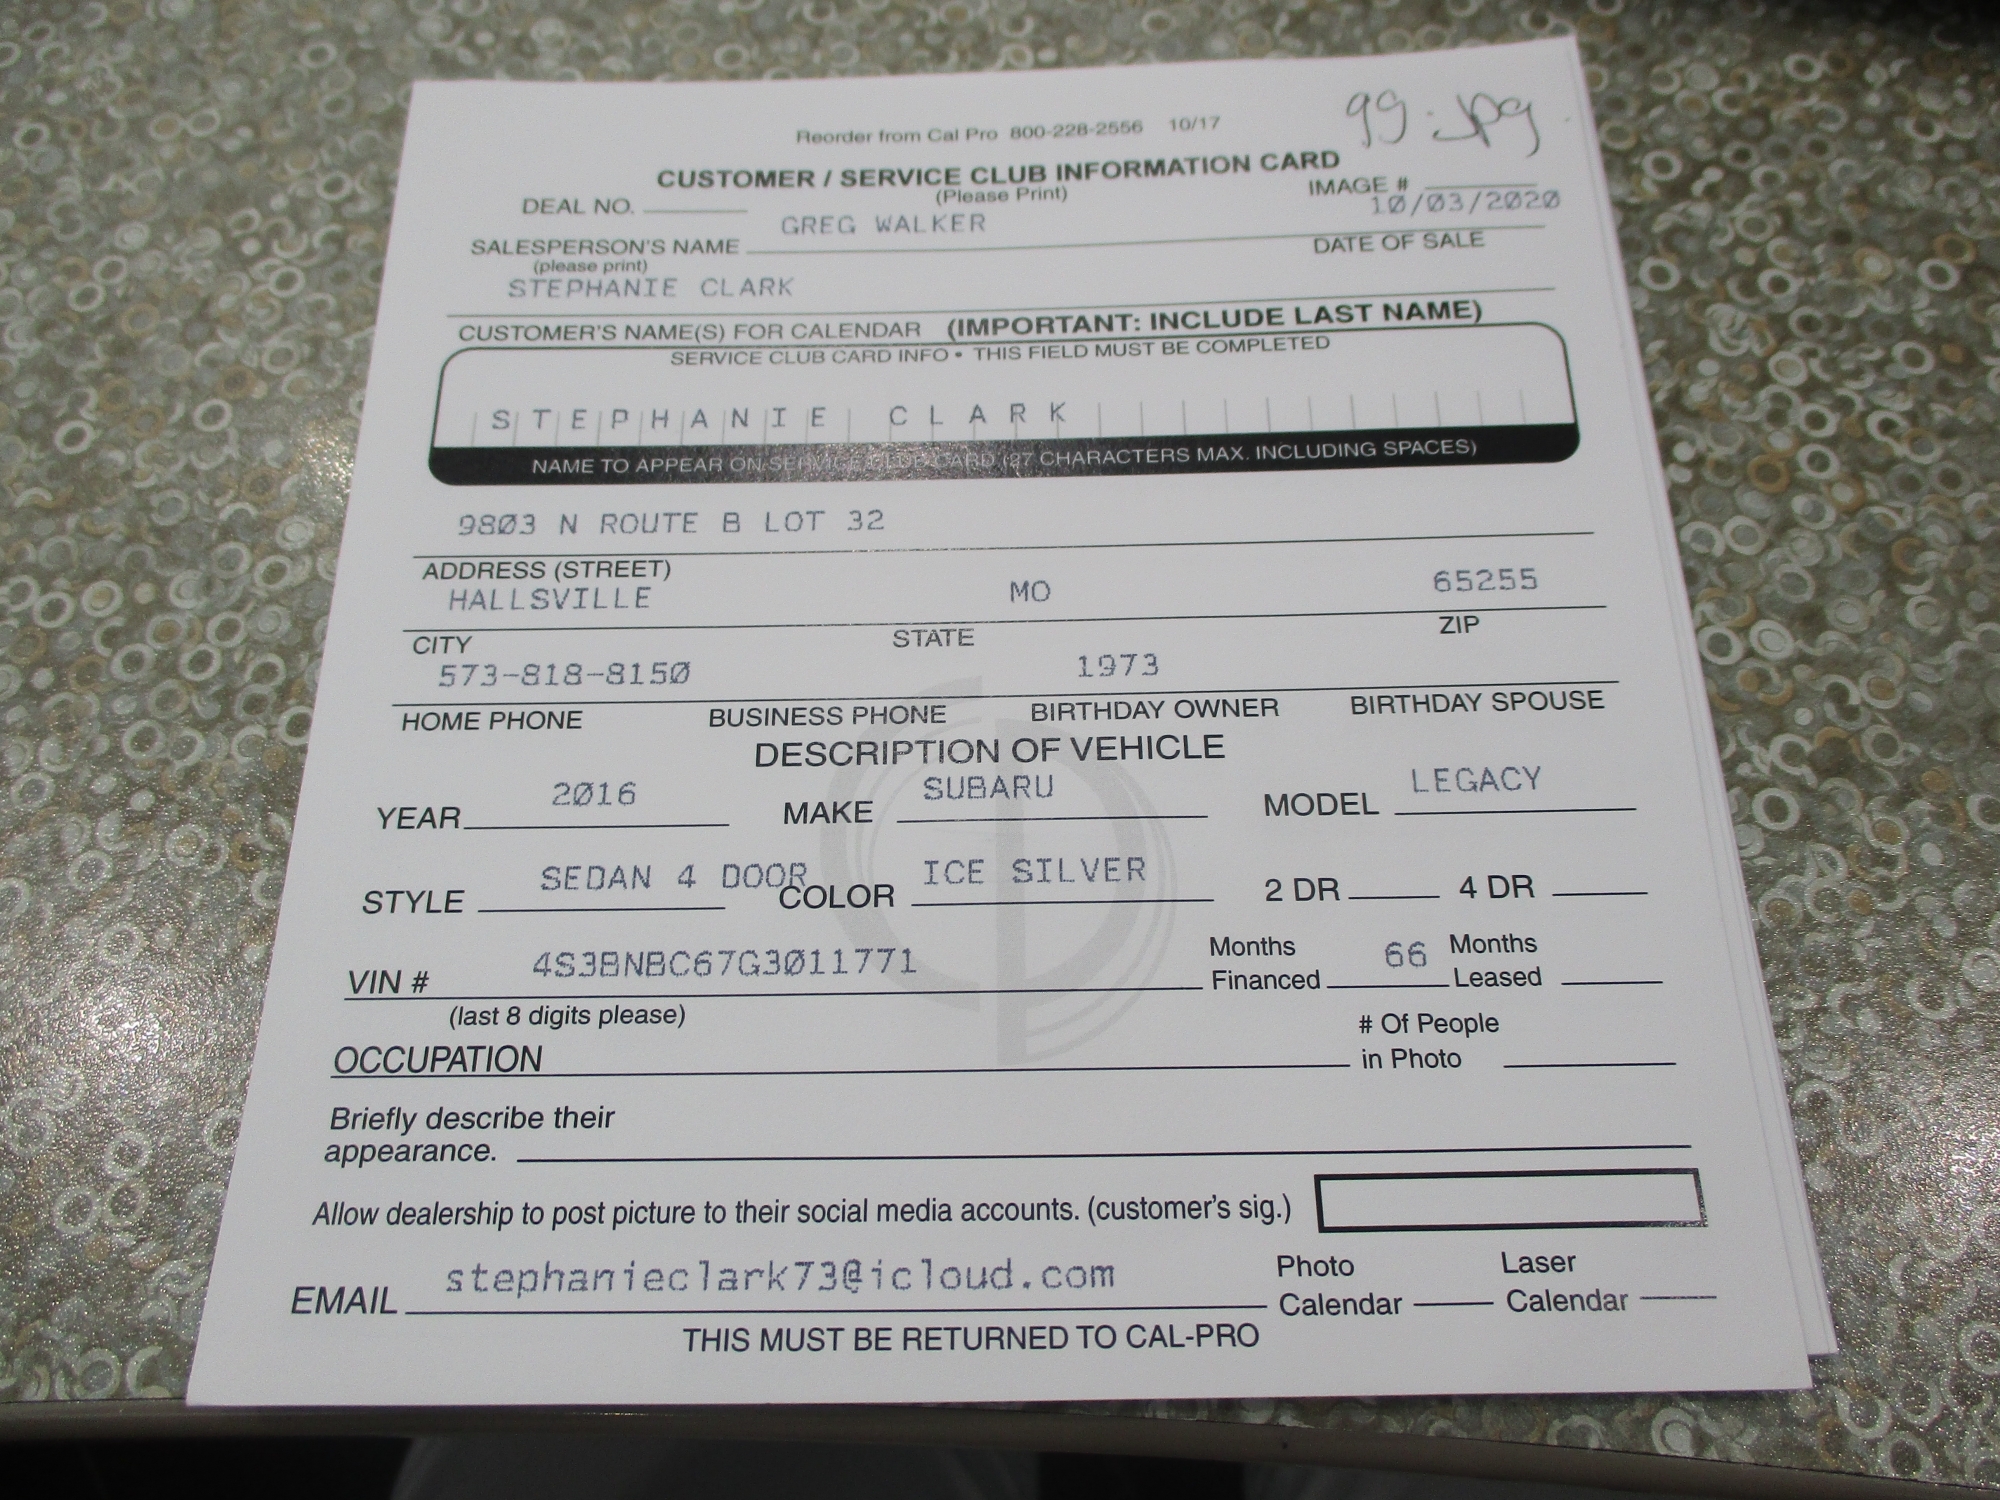 Reorder from Cal Pro 800-228-2556 10/17
99.jpg
CUSTOMER / SERVICE CLUB INFORMATION CARD
(Please Print)
DEAL NO. IMAGE #
GREG WALKER 10/03/2020
SALESPERSON'S NAME DATE OF SALE
(please print)
STEPHANIE CLARK
CUSTOMER'S NAME(S) FOR CALENDAR (IMPORTANT: INCLUDE LAST NAME)
SERVICE CLUB CARD INFO • THIS FIELD MUST BE COMPLETED
STEPHANIE CLARK
NAME TO APPEAR ON SERVICE CLUB CARD (27 CHARACTERS MAX. INCLUDING SPACES)
9803 N ROUTE B LOT 32
ADDRESS (STREET)
HALLSVILLE MO 65255
CITY STATE ZIP
573-818-8150 1973
HOME PHONE BUSINESS PHONE BIRTHDAY OWNER BIRTHDAY SPOUSE
DESCRIPTION OF VEHICLE
YEAR 2016 MAKE SUBARU MODEL LEGACY
STYLE SEDAN 4 DOOR COLOR ICE SILVER 2 DR 4 DR
VIN # 4S3BNBC67G3011771 Months Financed 66 Months Leased
(last 8 digits please)
OCCUPATION # Of People in Photo
Briefly describe their
appearance.
Allow dealership to post picture to their social media accounts. (customer's sig.)
EMAIL stephanieclark73@icloud.com Photo Calendar Laser Calendar
THIS MUST BE RETURNED TO CAL-PRO